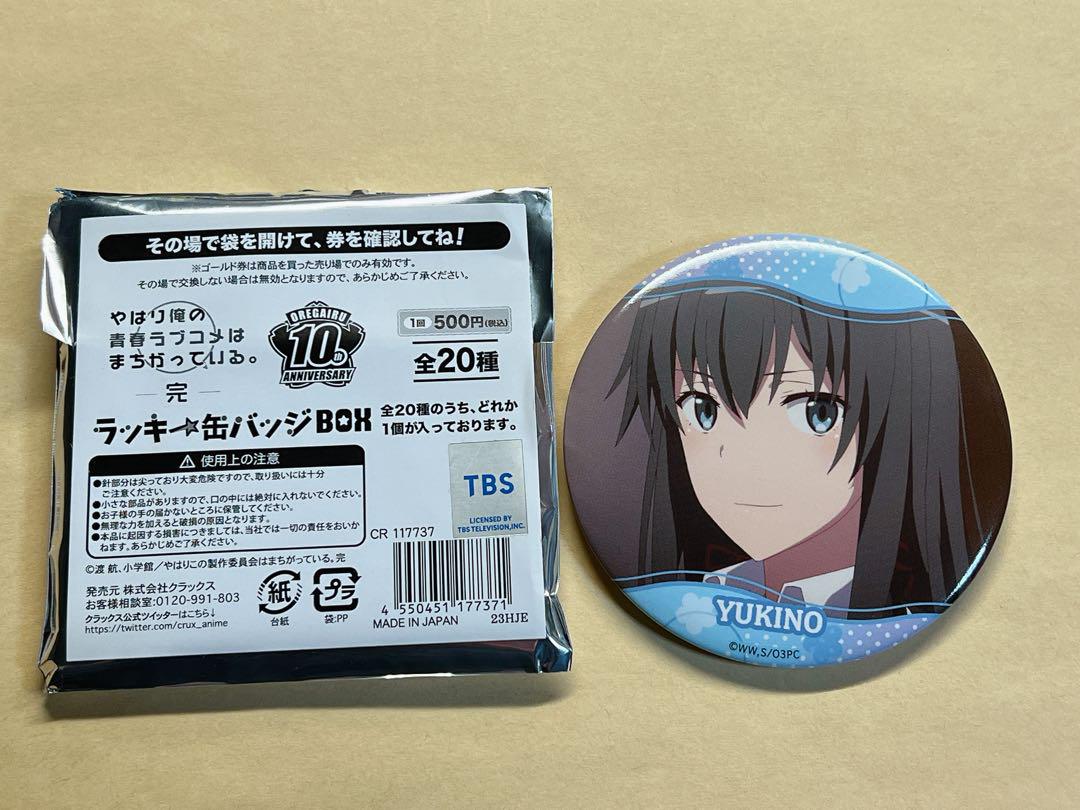 その場で袋を開けて、券を確認してね!
※ゴールド券は商品を買った売り場でのみ有効です。
その場で交換しない場合は無効となりますので、あらかじめご了承ください。
やはり俺の
青春ラブコメは
まちがっている。
完
OREGAIRU
10th
ANNIVERSARY
1回 500円(税込)
全20種
ラッキー☆缶バッジBOX
全20種のうち、どれか
1個が入っております。
⚠ 使用上の注意
●針部分は尖っており大変危険ですので、取り扱いには十分
ご注意ください。
●小さな部品がありますので、口の中には絶対に入れないでください。
●お子様の手の届かないところに保管してください。
●無理な力を加えると破損の原因となります。
●本品に起因する損害につきましては、当社では一切の責任をおいか
ねます。あらかじめご了承ください。
TBS
LICENSED BY
TBS TELEVISION, INC.
©渡 航、小学館/やはりこの製作委員会はまちがっている。完
発売元 株式会社クラックス
お客様相談室:0120-991-803
クラックス公式ツイッターはこちら↓
https://twitter.com/crux_anime
紙
台紙
プラ
袋:PP
CR 117737
4 550451 177371
MADE IN JAPAN
23HJE
YUKINO
©WW,S/03PC